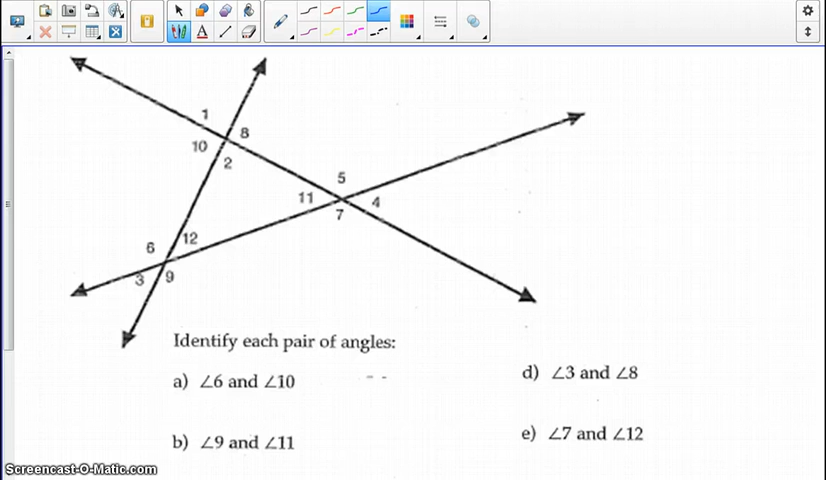 A
1
8
10
2
5
11
4
7
6
12
3
9
Identify each pair of angles:
a) ∠6 and ∠10
d) ∠3 and ∠8
b) ∠9 and ∠11
e) ∠7 and ∠12
Screencast-O-Matic.com